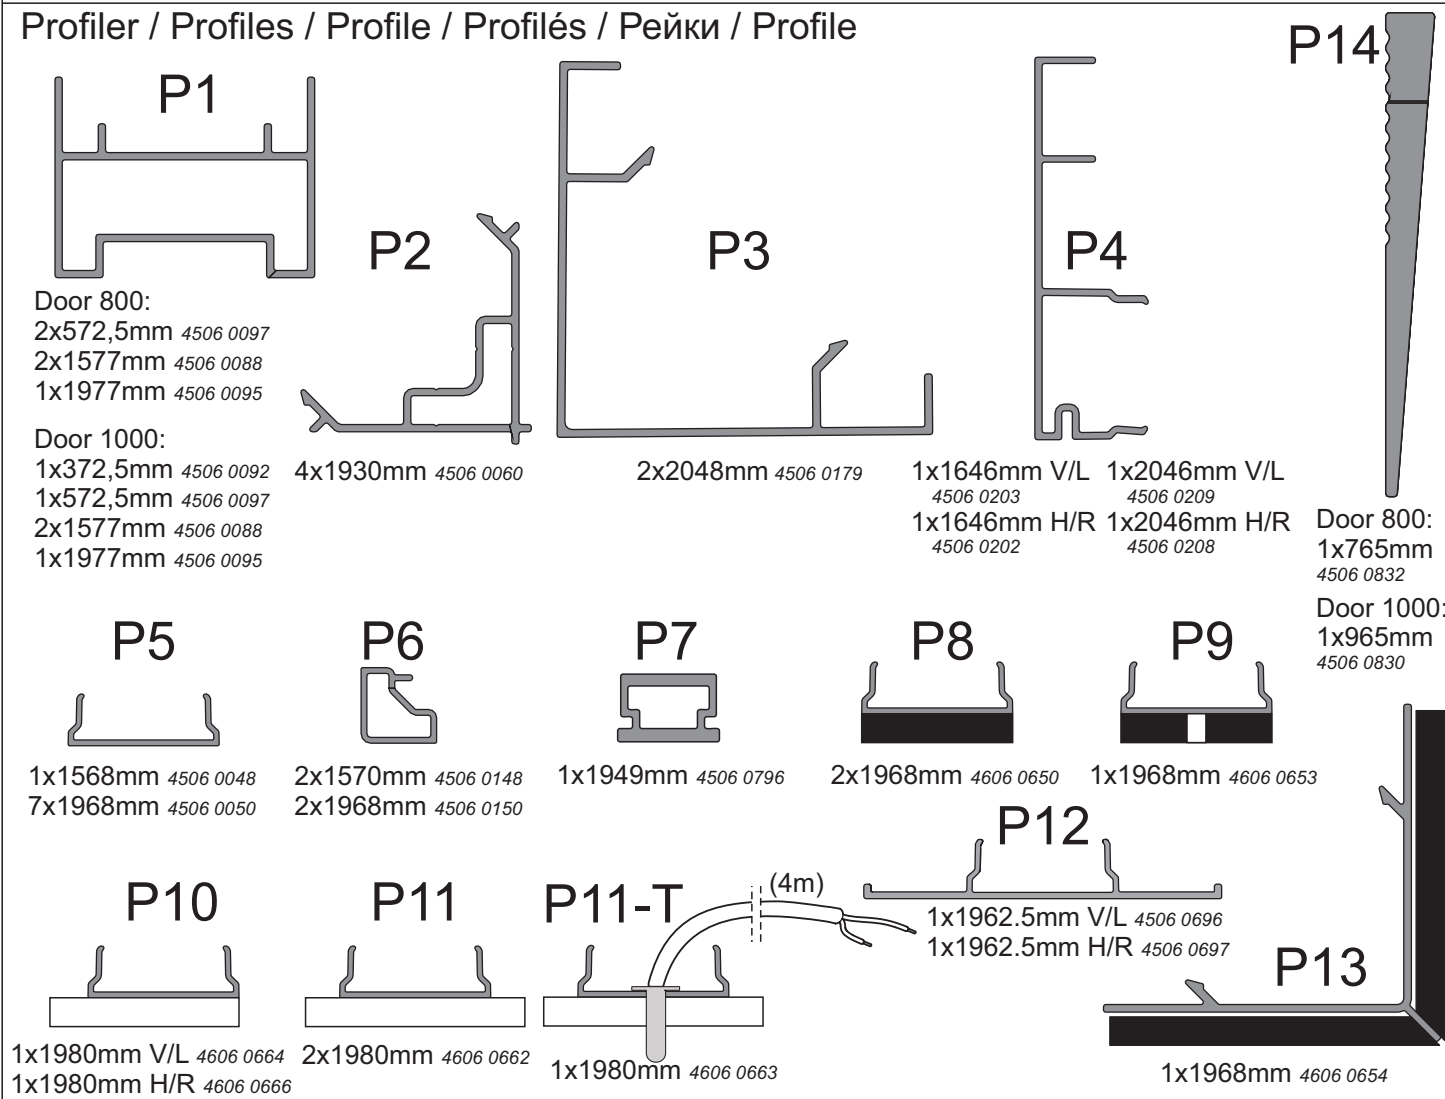 Profiler / Profiles / Profile / Profilés / Рейки / Profile
P1
Door 800:
2x572,5mm 4506 0097
2x1577mm 4506 0088
1x1977mm 4506 0095
Door 1000:
1x372,5mm 4506 0092
1x572,5mm 4506 0097
2x1577mm 4506 0088
1x1977mm 4506 0095
P2
4x1930mm 4506 0060
P3
2x2048mm 4506 0179
P4
1x1646mm V/L
4506 0203
1x1646mm H/R
4506 0202
1x2046mm V/L
4506 0209
1x2046mm H/R
4506 0208
P14
Door 800:
1x765mm
4506 0832
Door 1000:
1x965mm
4506 0830
P5
1x1568mm 4506 0048
7x1968mm 4506 0050
P6
2x1570mm 4506 0148
2x1968mm 4506 0150
P7
1x1949mm 4506 0796
P8
2x1968mm 4606 0650
P9
1x1968mm 4606 0653
P10
1x1980mm V/L 4606 0664
1x1980mm H/R 4606 0666
P11
2x1980mm 4606 0662
P11-T
(4m)
1x1980mm 4606 0663
P12
1x1962.5mm V/L 4506 0696
1x1962.5mm H/R 4506 0697
P13
1x1968mm 4606 0654